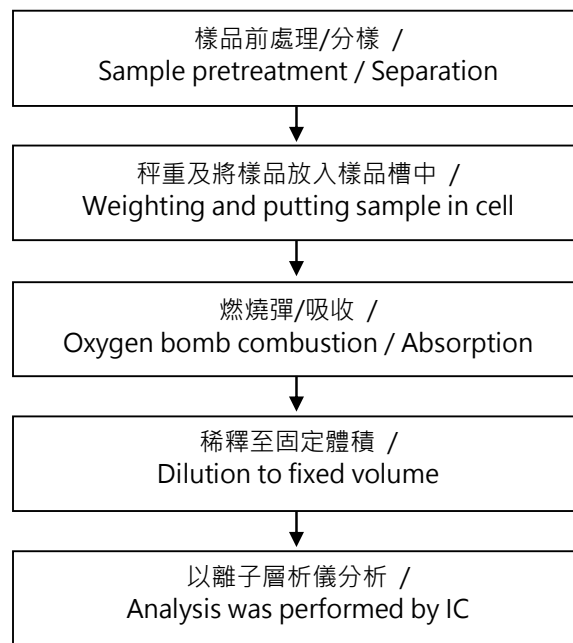 樣品前處理/分樣 /
Sample pretreatment / Separation
秤重及將樣品放入樣品槽中 /
Weighting and putting sample in cell
燃燒彈/吸收 /
Oxygen bomb combustion / Absorption
稀釋至固定體積 /
Dilution to fixed volume
以離子層析儀分析 /
Analysis was performed by IC